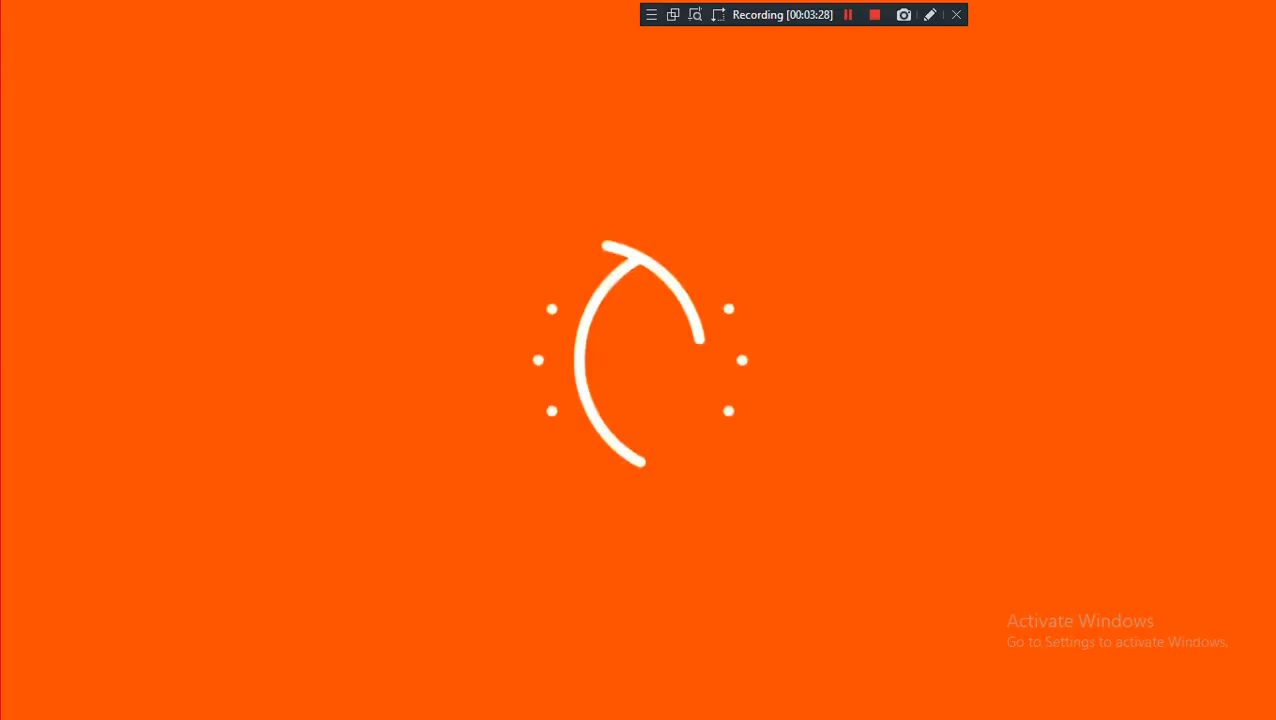 Recording [00:03:28]
Activate Windows
Go to Settings to activate Windows.